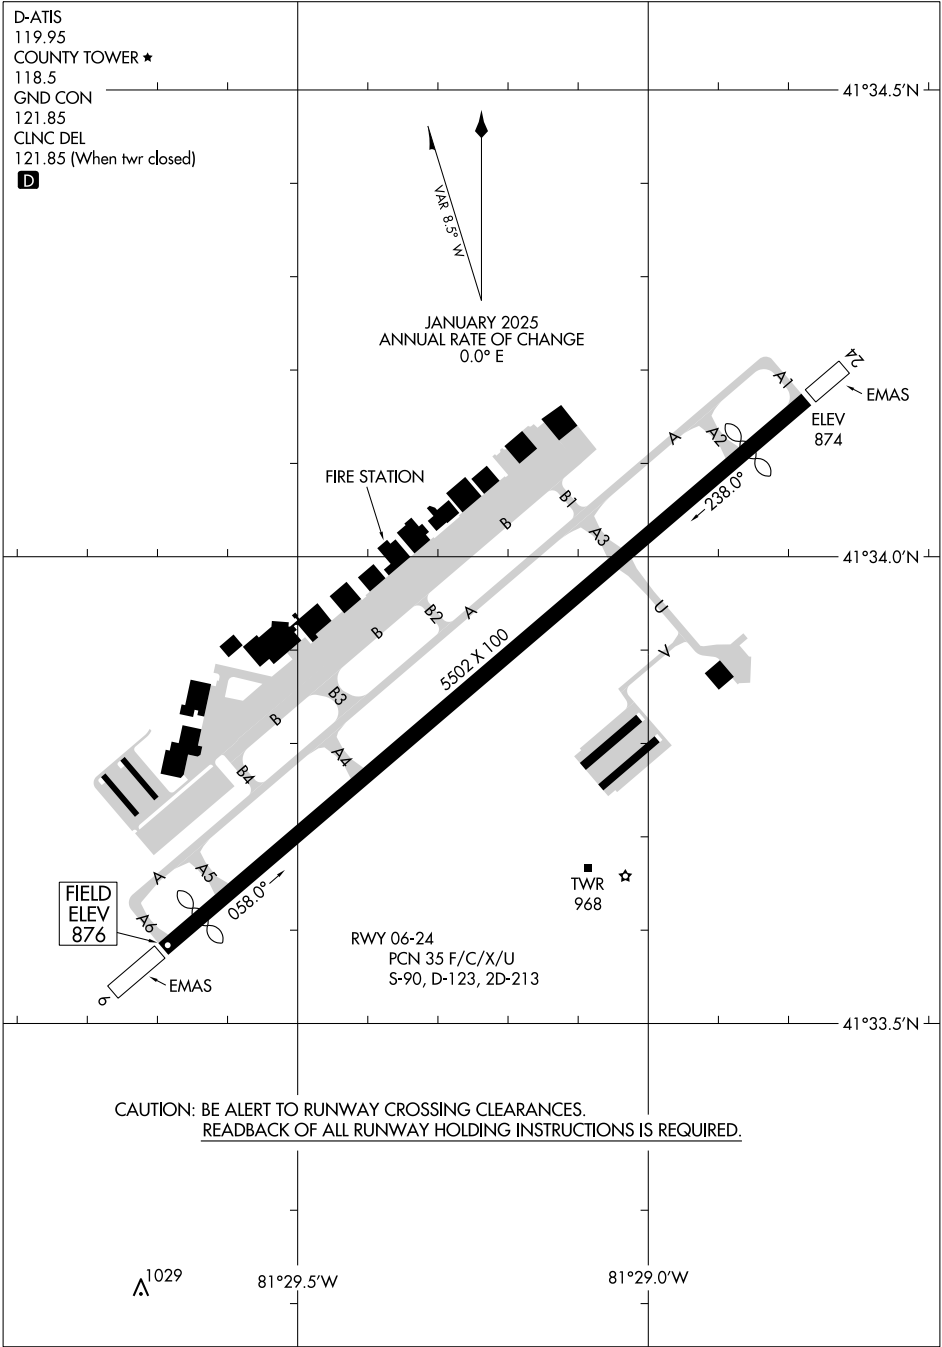 D-ATIS
119.95
COUNTY TOWER ★
118.5
GND CON
121.85
CLNC DEL
121.85 (When twr closed)
D
41°34.5'N
VAR 8.5° W
JANUARY 2025
ANNUAL RATE OF CHANGE
0.0° E
24
A1
EMAS
ELEV
874
A
A2
238.0°
FIRE STATION
B1
B
A3
41°34.0'N
U
B2
A
B
V
5502 X 100
B3
B
A4
B4
TWR
968
A
A5
058.0°
FIELD
ELEV
876
A6
RWY 06-24
PCN 35 F/C/X/U
S-90, D-123, 2D-213
EMAS
6
41°33.5'N
CAUTION: BE ALERT TO RUNWAY CROSSING CLEARANCES.
READBACK OF ALL RUNWAY HOLDING INSTRUCTIONS IS REQUIRED.
1029
81°29.5'W
81°29.0'W